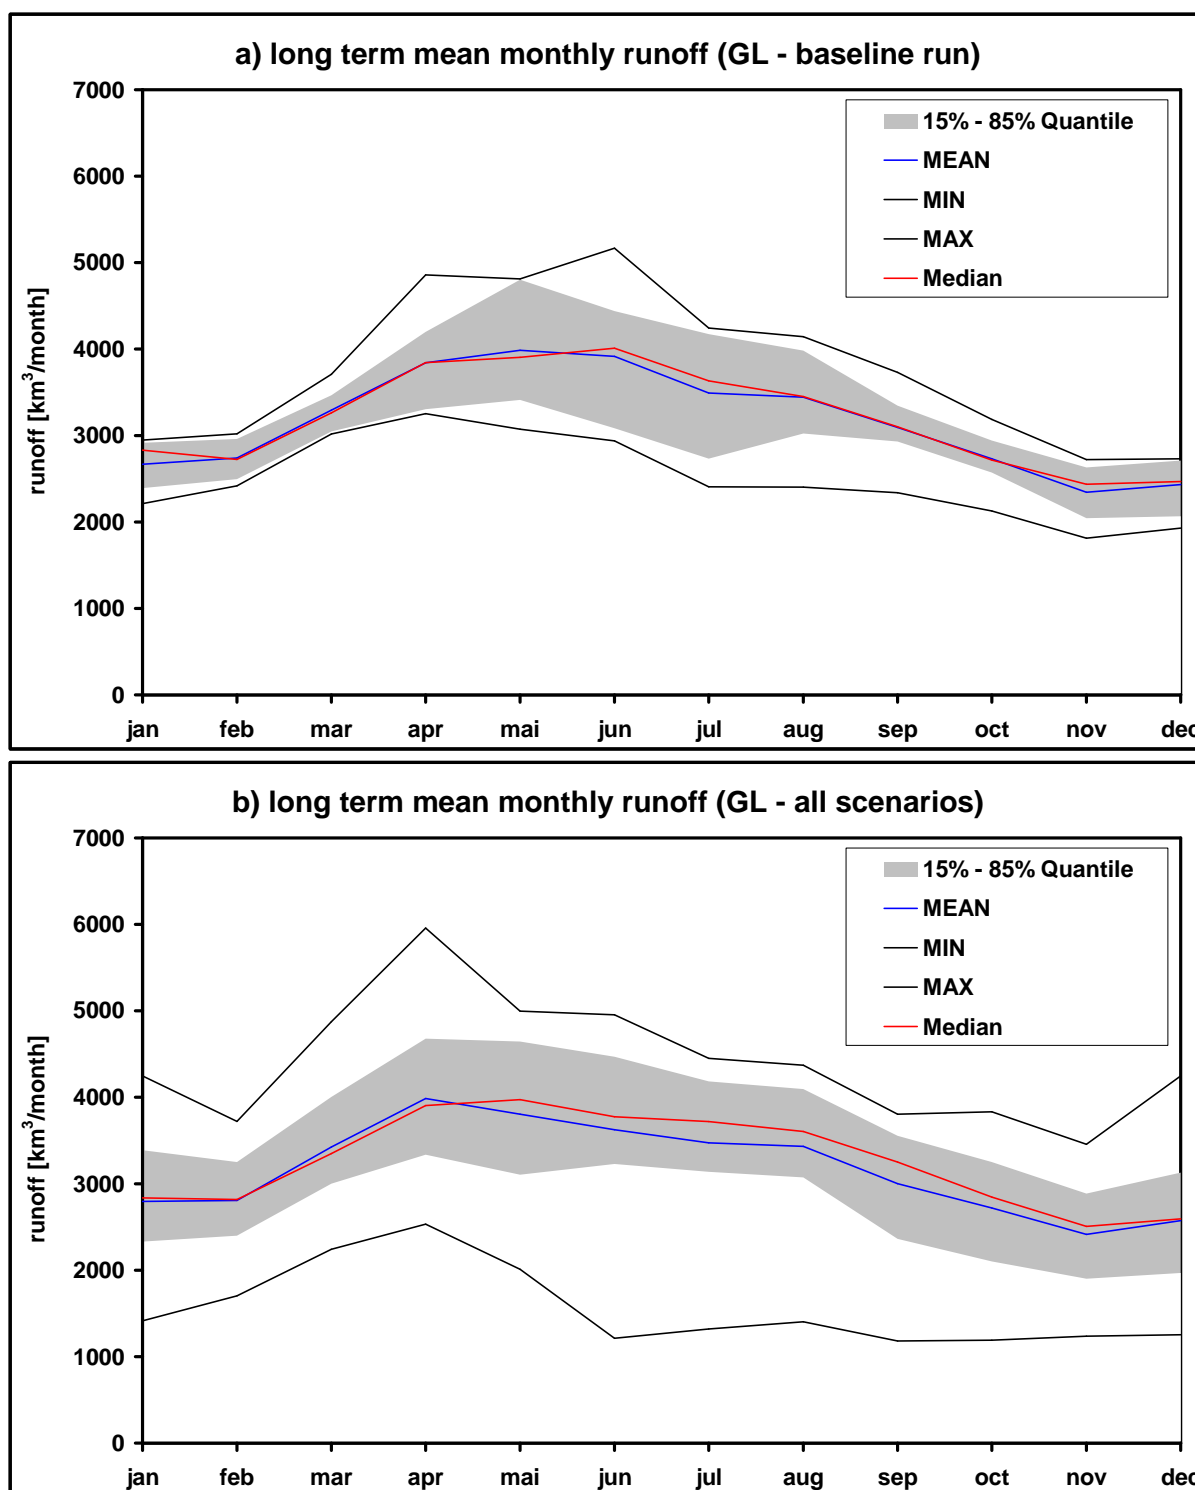 a) long term mean monthly runoff (GL - baseline run)
7000
6000
5000
4000
3000
2000
1000
0
runoff [km³/month]
15% - 85% Quantile
MEAN
MIN
MAX
Median
jan feb mar apr mai jun jul aug sep oct nov dec
b) long term mean monthly runoff (GL - all scenarios)
7000
6000
5000
4000
3000
2000
1000
0
runoff [km³/month]
15% - 85% Quantile
MEAN
MIN
MAX
Median
jan feb mar apr mai jun jul aug sep oct nov dec